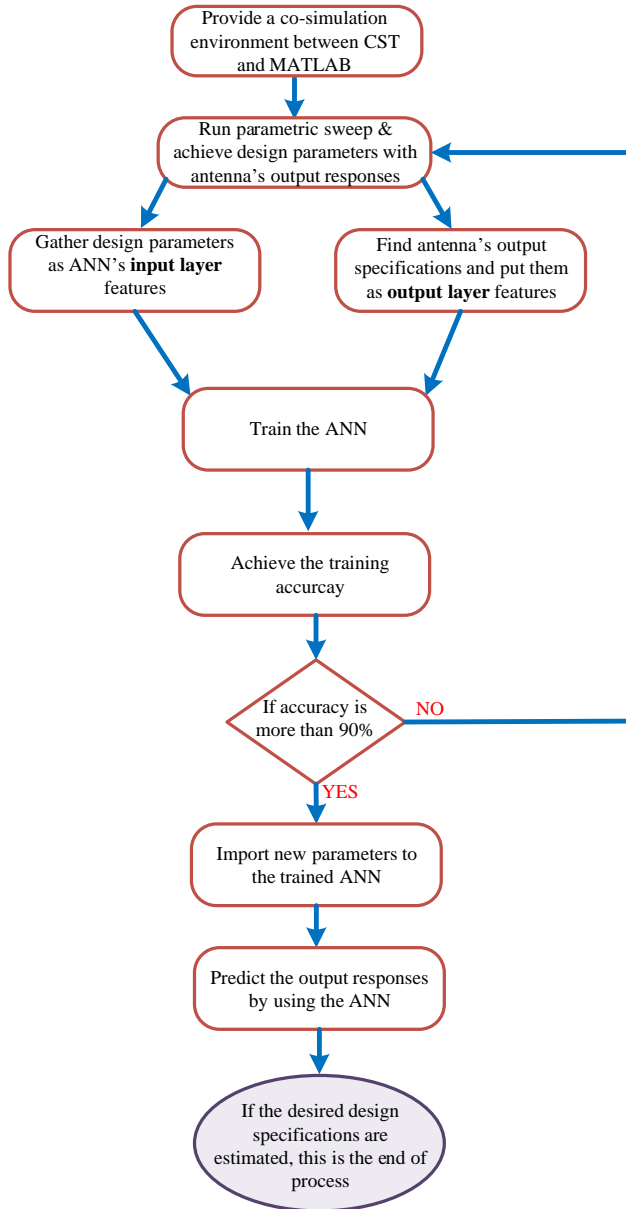 Provide a co-simulation
environment between CST
and MATLAB
Run parametric sweep &
achieve design parameters with
antenna's output responses
Gather design parameters
as ANN's input layer
features
Find antenna's output
specifications and put them
as output layer features
Train the ANN
Achieve the training
accurcay
If accuracy is
more than 90%
NO
YES
Import new parameters to
the trained ANN
Predict the output responses
by using the ANN
If the desired design
specifications are
estimated, this is the end of
process